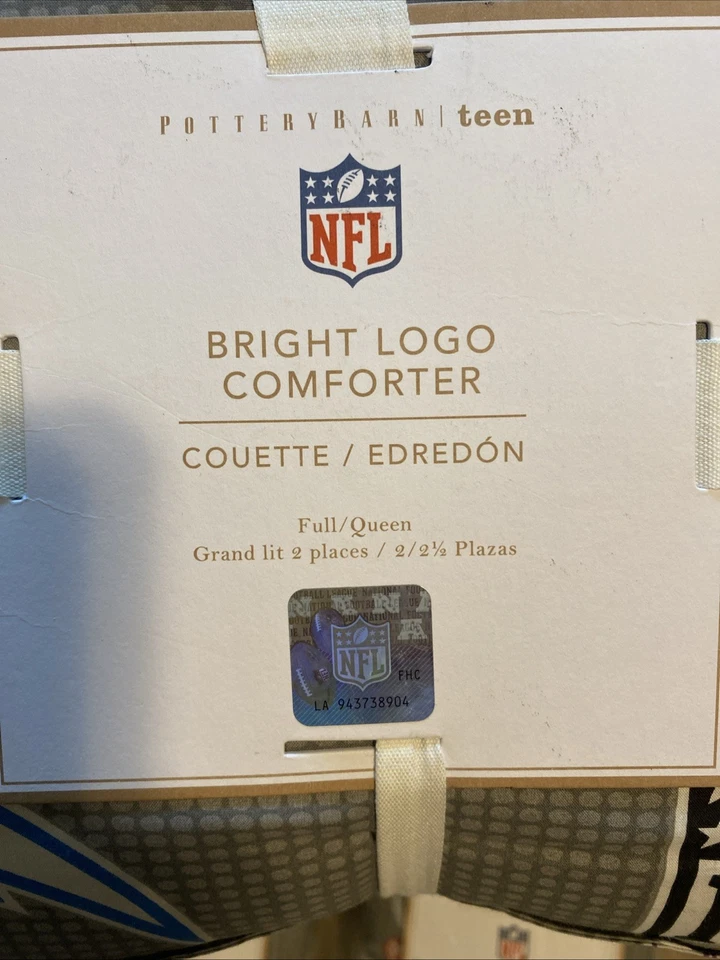 POTTERYBARN | teen
NFL
BRIGHT LOGO
COMFORTER
COUETTE / EDREDÓN
Full/Queen
Grand lit 2 places / 2/2½ Plazas
NFL
FHC
LA 943738904